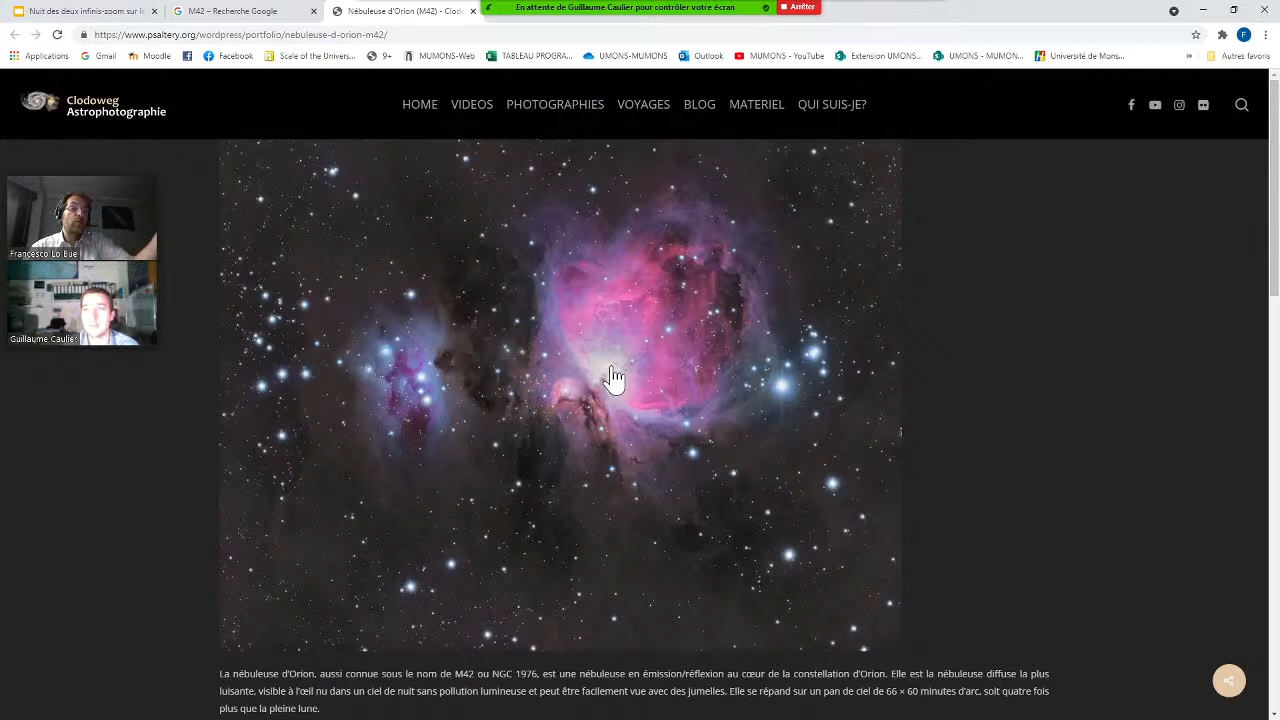 Nuit des deux infinis-zoom sur l
M42 – Recherche Google
Nébuleuse d'Orion (M42) - Clod
En attente de Guillaume Caulier pour contrôler votre écran
Arrêter
https://www.psaltery.org/wordpress/portfolio/nebuleuse-d-orion-m42/
F
Applications
Gmail
Moodle
Facebook
Scale of the Univers...
9+
MUMONS-Web
TABLEAU PROGRA...
UMONS-MUMONS
Outlook
MUMONS - YouTube
Extension UMONS...
UMONS - MUMON...
Université de Mons...
»
Autres favoris
Clodoweg
Astrophotographie
HOME VIDEOS PHOTOGRAPHIES VOYAGES BLOG MATERIEL QUI SUIS-JE?
Francesco Lo Bue
Guillaume Caulier
La nébuleuse d'Orion, aussi connue sous le nom de M42 ou NGC 1976, est une nébuleuse en émission/réflexion au cœur de la constellation d'Orion. Elle est la nébuleuse diffuse la plus
luisante, visible à l'œil nu dans un ciel de nuit sans pollution lumineuse et peut être facilement vue avec des jumelles. Elle se répand sur un pan de ciel de 66 × 60 minutes d'arc, soit quatre fois
plus que la pleine lune.